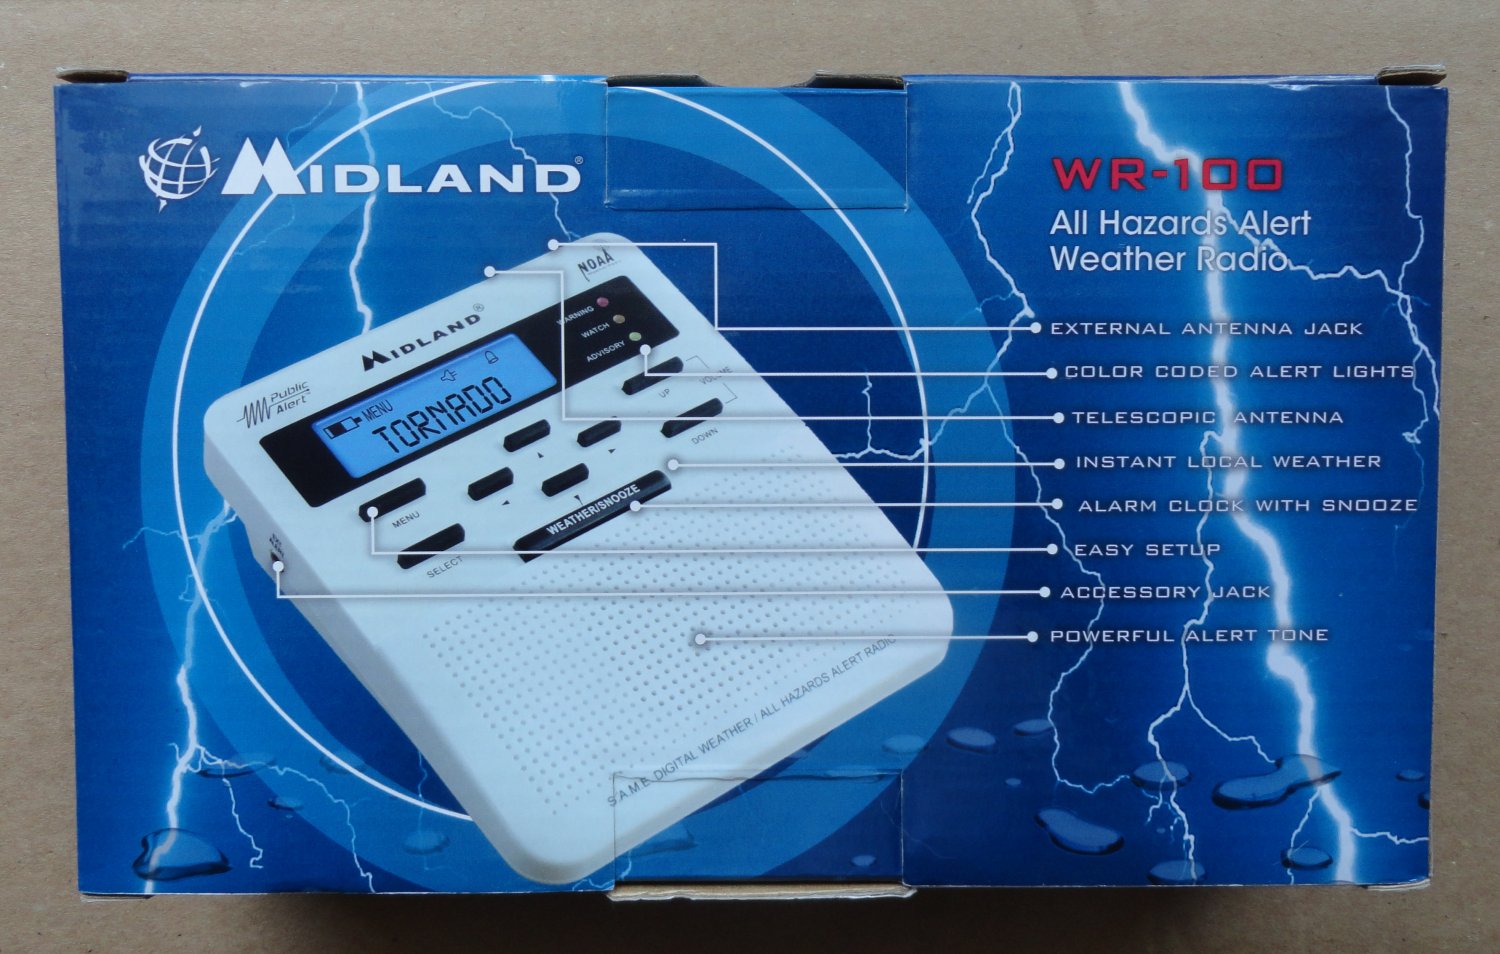 MIDLAND®
WR-100
All Hazards Alert
Weather Radio
NOAA
WARNING
WATCH
ADVISORY
MIDLAND®
Public
Alert™
MENU
TORNADO
VOLUME
UP
DOWN
MENU
SELECT
WEATHER/SNOOZE
EXT
ALERT
S.A.M.E. DIGITAL WEATHER / ALL HAZARDS ALERT RADIO
EXTERNAL ANTENNA JACK
COLOR CODED ALERT LIGHTS
TELESCOPIC ANTENNA
INSTANT LOCAL WEATHER
ALARM CLOCK WITH SNOOZE
EASY SETUP
ACCESSORY JACK
POWERFUL ALERT TONE